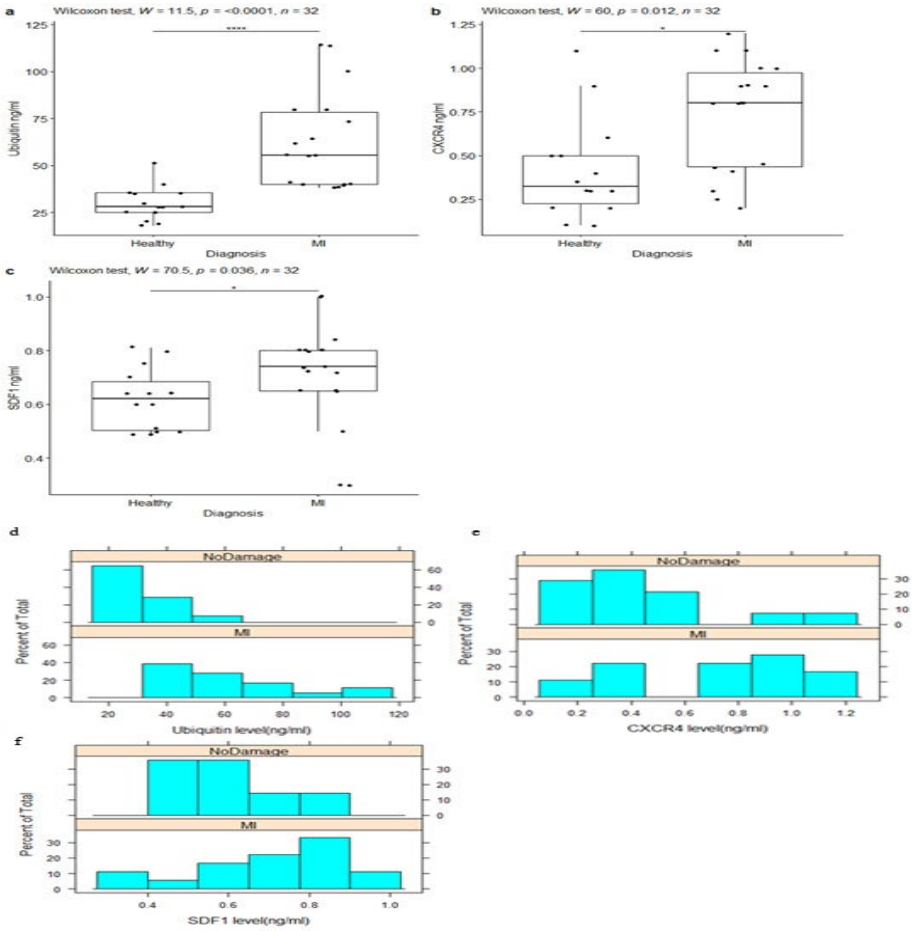 a
Wilcoxon test, W = 11.5, p = <0.0001, n = 32
125
100
75
50
25
Ubiquitin ng/ml
****
Healthy
MI
Diagnosis
b
Wilcoxon test, W = 60, p = 0.012, n = 32
1.25
1.00
0.75
0.50
0.25
CXCR4 ng/ml
*
Healthy
MI
Diagnosis
c
Wilcoxon test, W = 70.5, p = 0.036, n = 32
1.0
0.8
0.6
0.4
SDF1 ng/ml
*
Healthy
MI
Diagnosis
d
NoDamage
60
40
20
0
MI
60
40
20
0
Percent of Total
20 40 60 80 100 120
Ubiquitin level(ng/ml)
e
NoDamage
30
20
10
0
MI
30
20
10
0
Percent of Total
0.0 0.2 0.4 0.6 0.8 1.0 1.2
CXCR4 level(ng/ml)
f
NoDamage
30
20
10
0
MI
30
20
10
0
Percent of Total
0.4 0.6 0.8 1.0
SDF1 level(ng/ml)